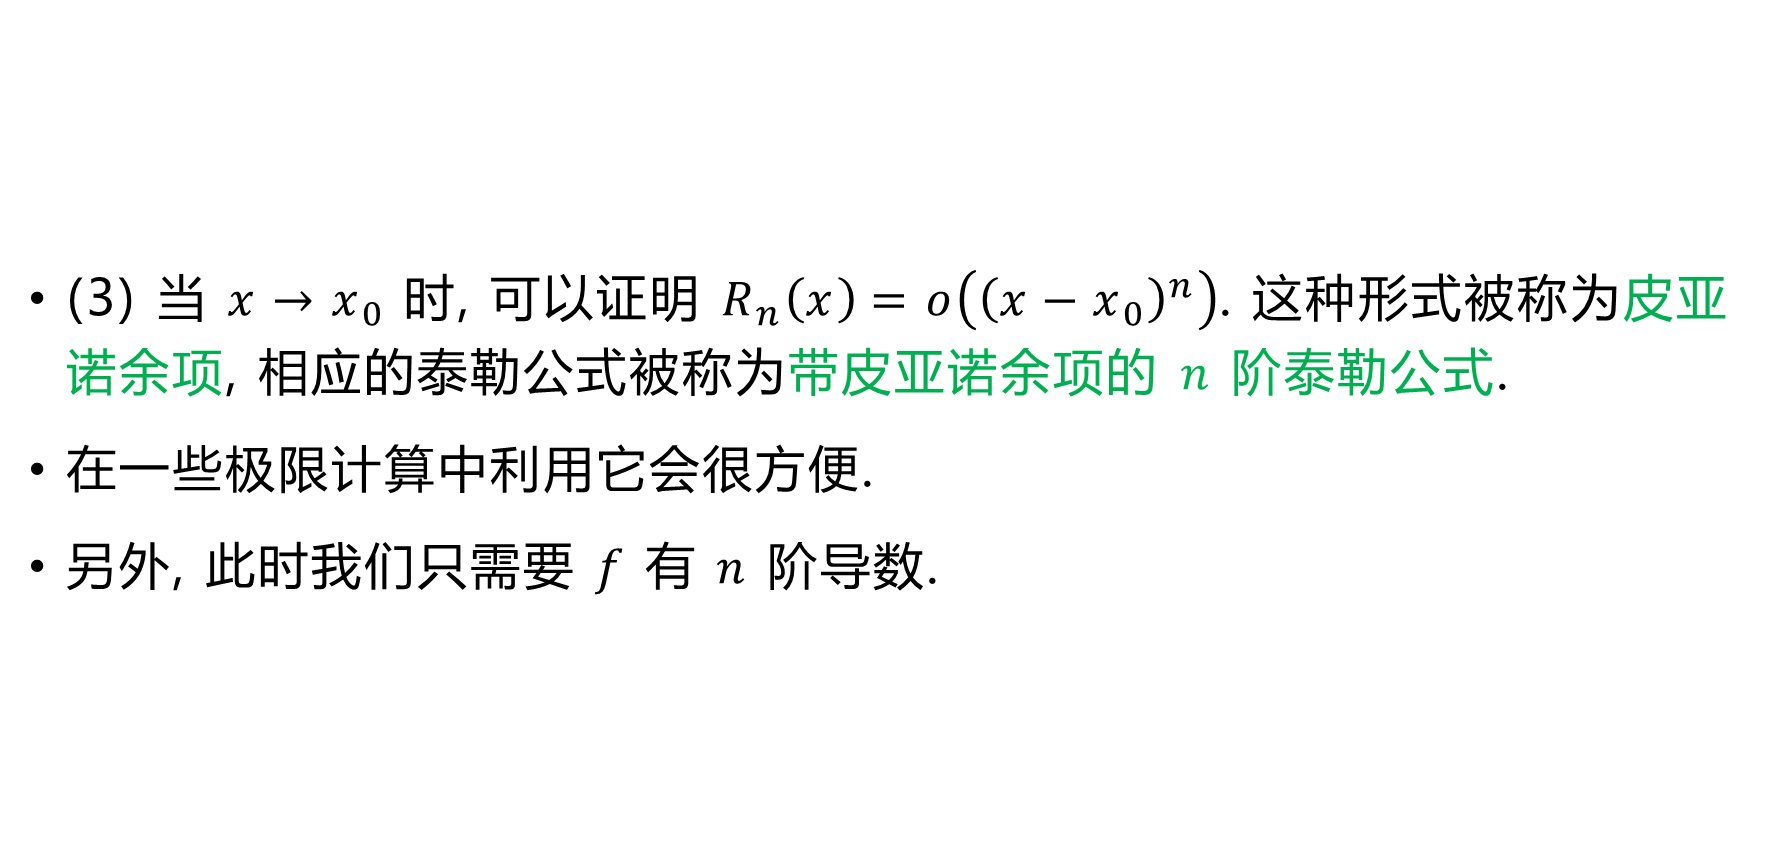 • (3) 当 x → x₀ 时, 可以证明 Rₙ(x) = o((x − x₀)ⁿ). 这种形式被称为皮亚
诺余项, 相应的泰勒公式被称为带皮亚诺余项的 n 阶泰勒公式.
• 在一些极限计算中利用它会很方便.
• 另外, 此时我们只需要 f 有 n 阶导数.